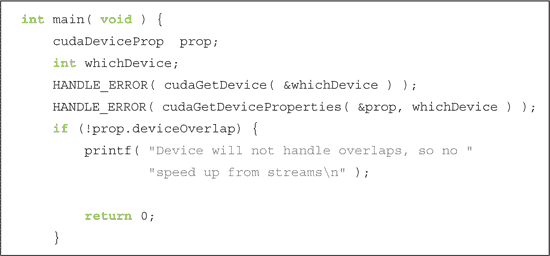 int main( void ) {
    cudaDeviceProp  prop;
    int whichDevice;
    HANDLE_ERROR( cudaGetDevice( &whichDevice ) );
    HANDLE_ERROR( cudaGetDeviceProperties( &prop, whichDevice ) );
    if (!prop.deviceOverlap) {
        printf( "Device will not handle overlaps, so no "
                "speed up from streams\n" );
        return 0;
    }